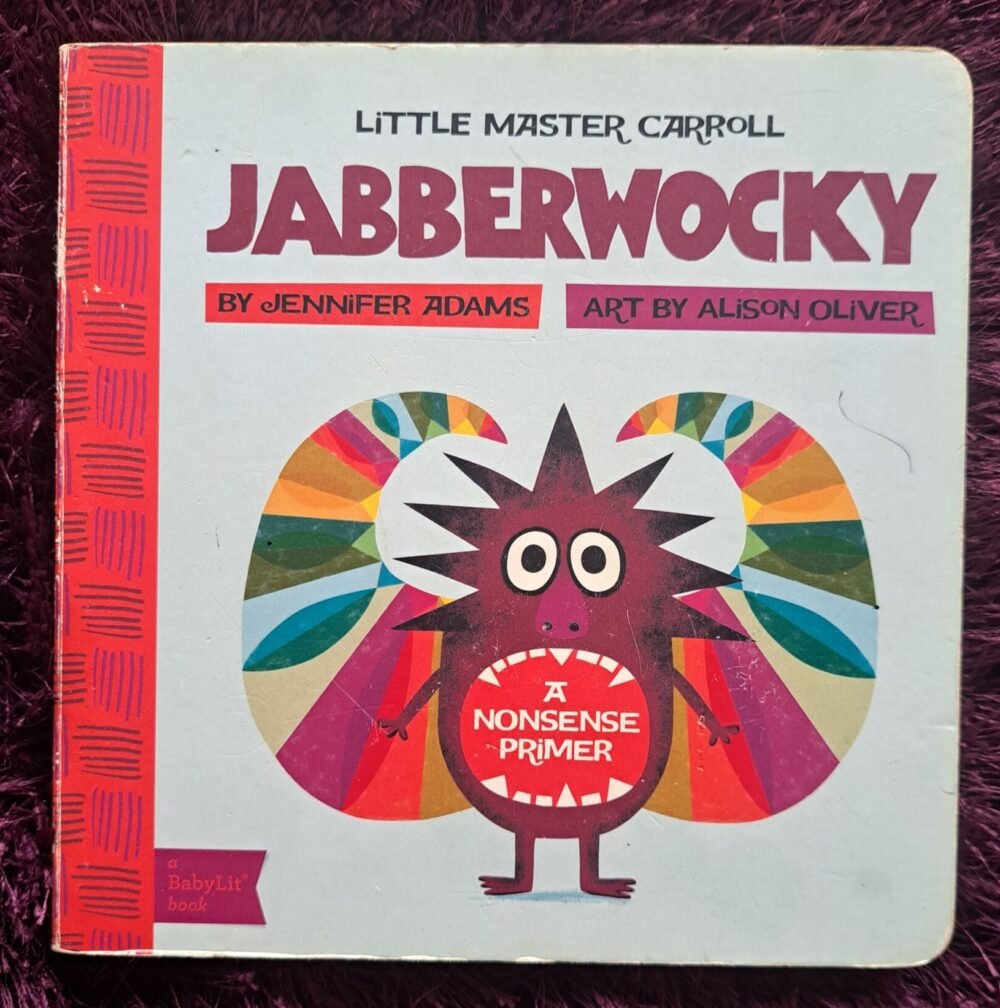 LiTTLE MASTER CARROLL
JABBERWOCKY
BY JENNiFER ADAMS
ART BY ALiSON OLiVER
A
NONSENSE
PRiMER
a
BabyLit®
book